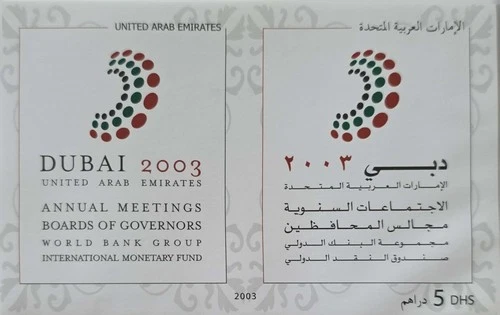 UNITED ARAB EMIRATES
الإمارات العربية المتحدة
DUBAI 2003
UNITED ARAB EMIRATES
ANNUAL MEETINGS
BOARDS OF GOVERNORS
WORLD BANK GROUP
INTERNATIONAL MONETARY FUND
دبي ٢٠٠٣
الإمارات العربية المتحدة
الاجتماعات السنوية
مجالس المحافظين
مجموعة البنك الدولي
صندوق النقد الدولي
2003
دراهم 5 DHS